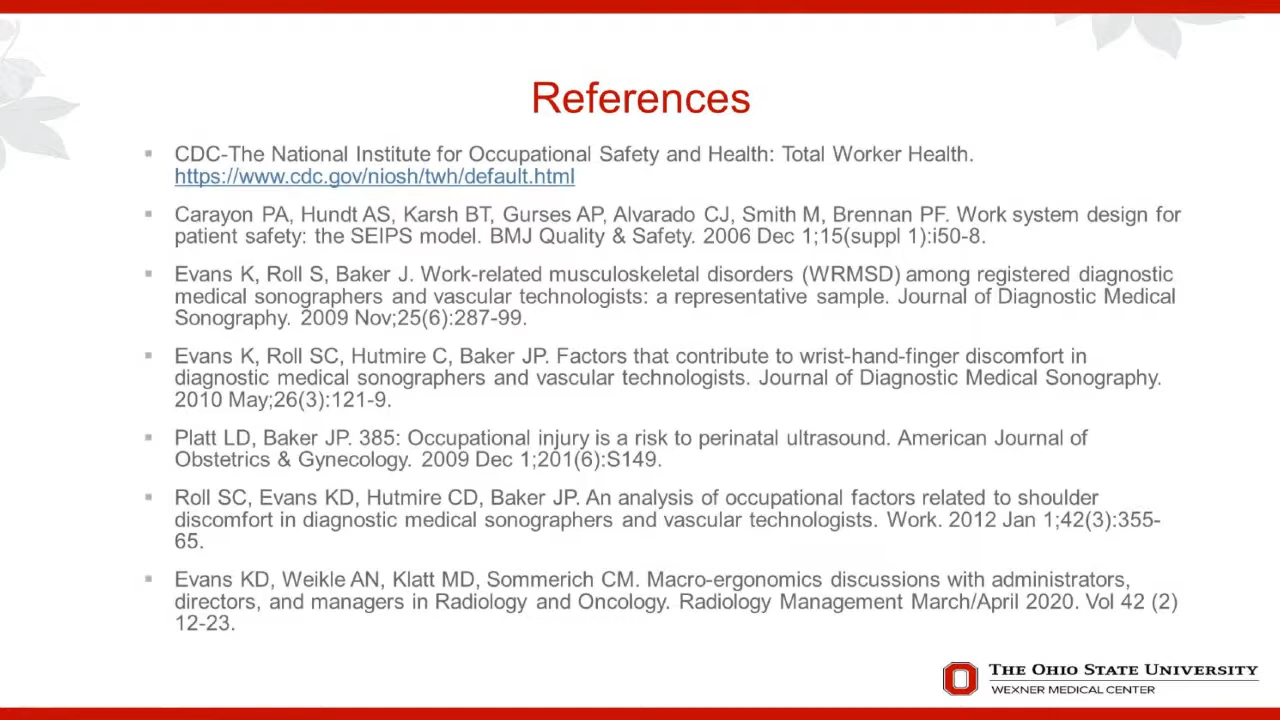 References
CDC-The National Institute for Occupational Safety and Health: Total Worker Health.
https://www.cdc.gov/niosh/twh/default.html
Carayon PA, Hundt AS, Karsh BT, Gurses AP, Alvarado CJ, Smith M, Brennan PF. Work system design for
patient safety: the SEIPS model. BMJ Quality & Safety. 2006 Dec 1;15(suppl 1):i50-8.
Evans K, Roll S, Baker J. Work-related musculoskeletal disorders (WRMSD) among registered diagnostic
medical sonographers and vascular technologists: a representative sample. Journal of Diagnostic Medical
Sonography. 2009 Nov;25(6):287-99.
Evans K, Roll SC, Hutmire C, Baker JP. Factors that contribute to wrist-hand-finger discomfort in
diagnostic medical sonographers and vascular technologists. Journal of Diagnostic Medical Sonography.
2010 May;26(3):121-9.
Platt LD, Baker JP. 385: Occupational injury is a risk to perinatal ultrasound. American Journal of
Obstetrics & Gynecology. 2009 Dec 1;201(6):S149.
Roll SC, Evans KD, Hutmire CD, Baker JP. An analysis of occupational factors related to shoulder
discomfort in diagnostic medical sonographers and vascular technologists. Work. 2012 Jan 1;42(3):355-
65.
Evans KD, Weikle AN, Klatt MD, Sommerich CM. Macro-ergonomics discussions with administrators,
directors, and managers in Radiology and Oncology. Radiology Management March/April 2020. Vol 42 (2)
12-23.
THE OHIO STATE UNIVERSITY
WEXNER MEDICAL CENTER